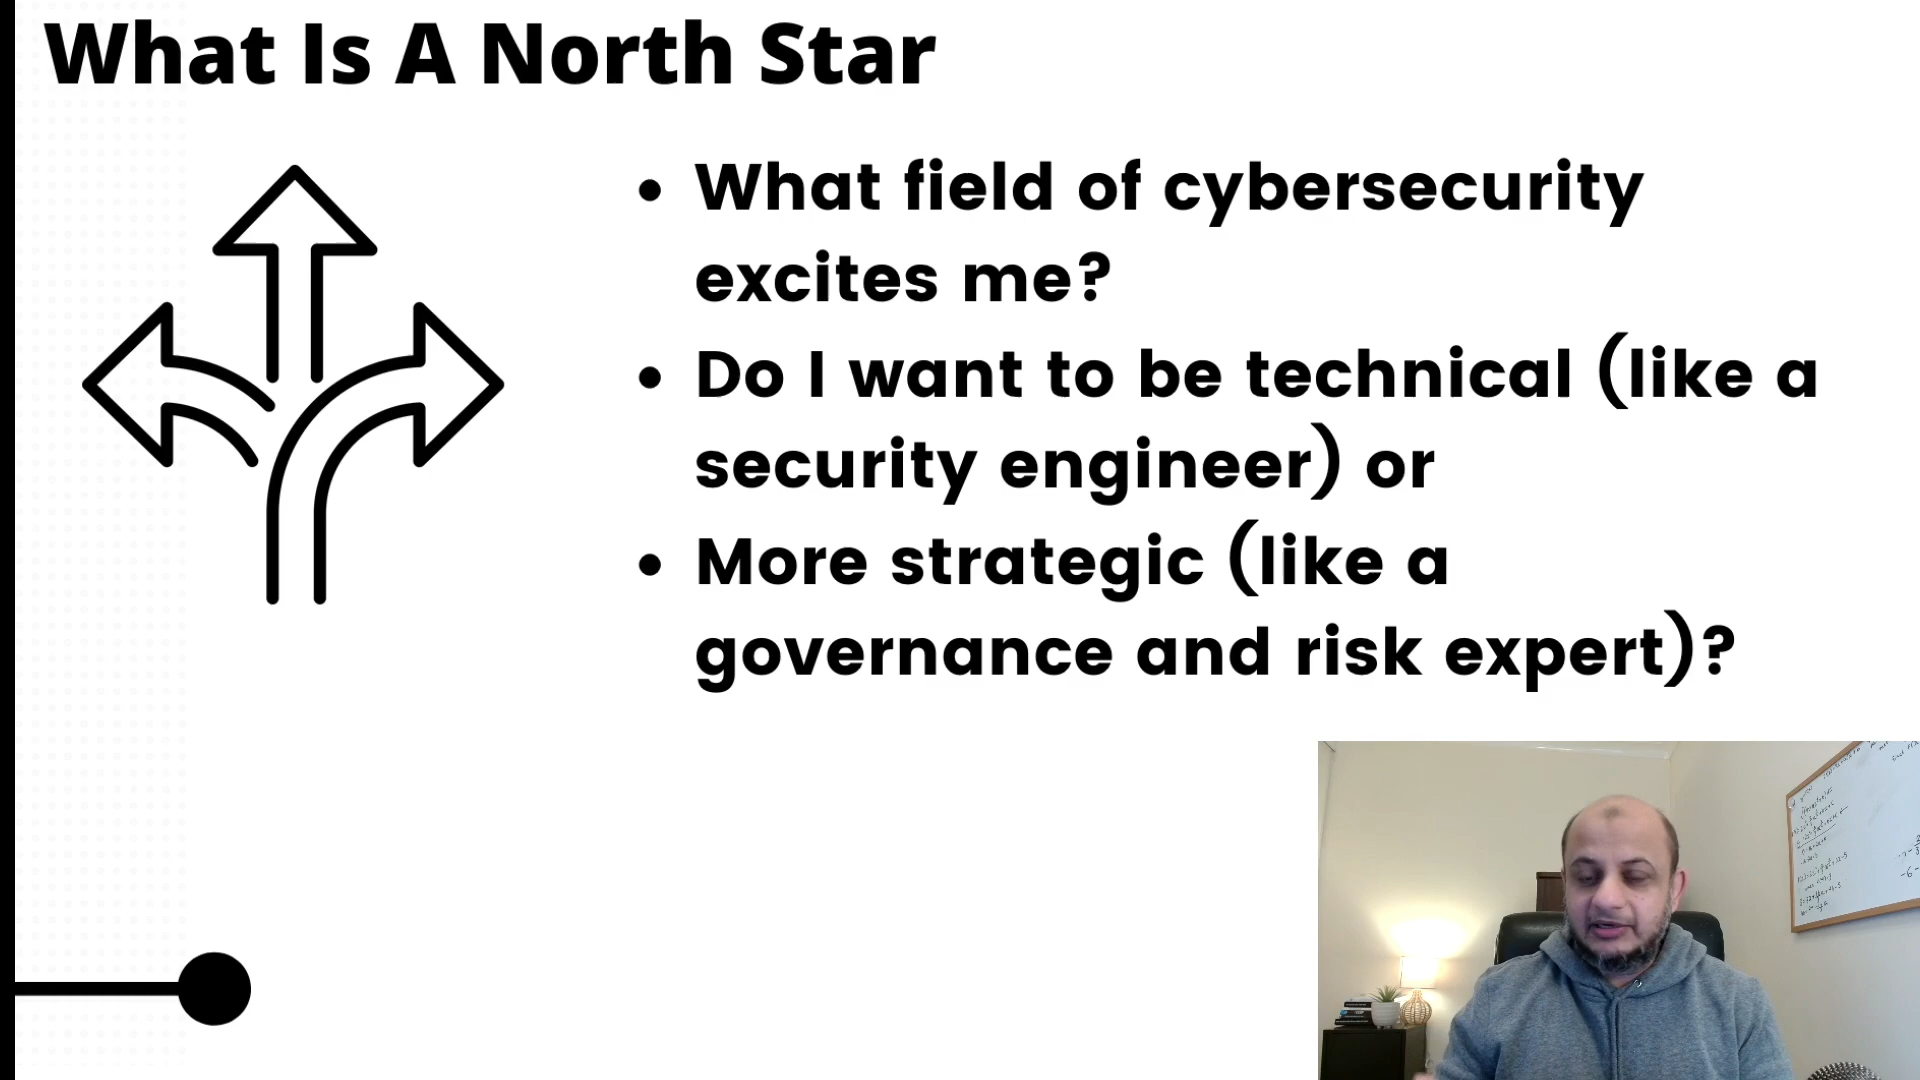 What Is A North Star
• What field of cybersecurity
excites me?
• Do I want to be technical (like a
security engineer) or
• More strategic (like a
governance and risk expert)?